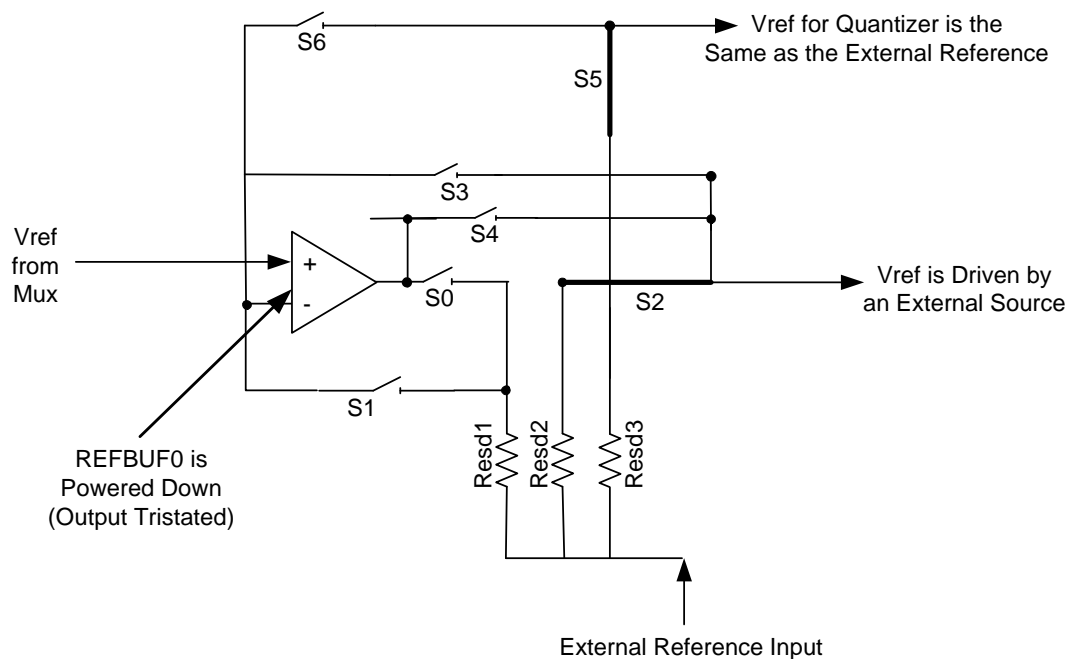 S6
Vref for Quantizer is the
Same as the External Reference
S5
S3
S4
Vref
from
Mux
+
-
S0
S2
Vref is Driven by
an External Source
S1
Resd1
Resd2
Resd3
REFBUF0 is
Powered Down
(Output Tristated)
External Reference Input